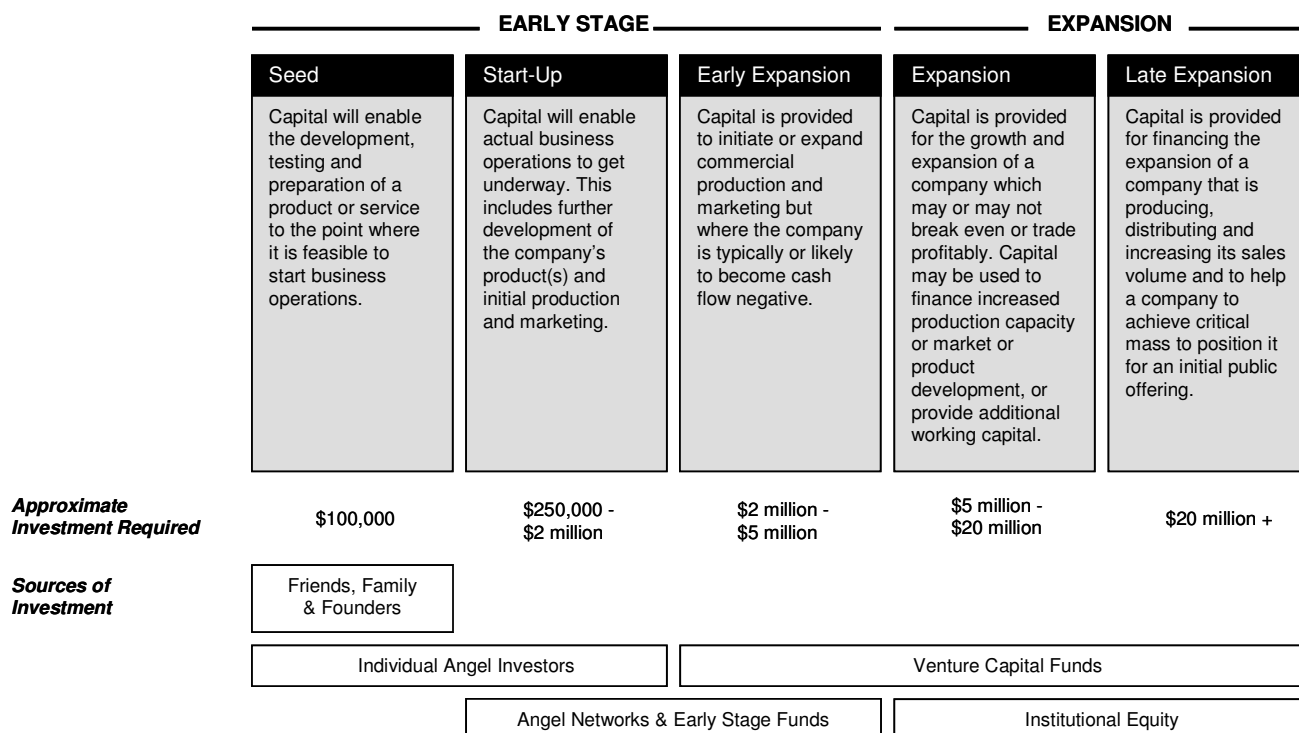 EARLY STAGE
EXPANSION
Seed
Capital will enable
the development,
testing and
preparation of a
product or service
to the point where
it is feasible to
start business
operations.
Start-Up
Capital will enable
actual business
operations to get
underway. This
includes further
development of
the company's
product(s) and
initial production
and marketing.
Early Expansion
Capital is provided
to initiate or expand
commercial
production and
marketing but
where the company
is typically or likely
to become cash
flow negative.
Expansion
Capital is provided
for the growth and
expansion of a
company which
may or may not
break even or trade
profitably. Capital
may be used to
finance increased
production capacity
or market or
product
development, or
provide additional
working capital.
Late Expansion
Capital is provided
for financing the
expansion of a
company that is
producing,
distributing and
increasing its sales
volume and to help
a company to
achieve critical
mass to position it
for an initial public
offering.
Approximate
Investment Required
$100,000
$250,000 -
$2 million
$2 million -
$5 million
$5 million -
$20 million
$20 million +
Sources of
Investment
Friends, Family
& Founders
Individual Angel Investors
Venture Capital Funds
Angel Networks & Early Stage Funds
Institutional Equity